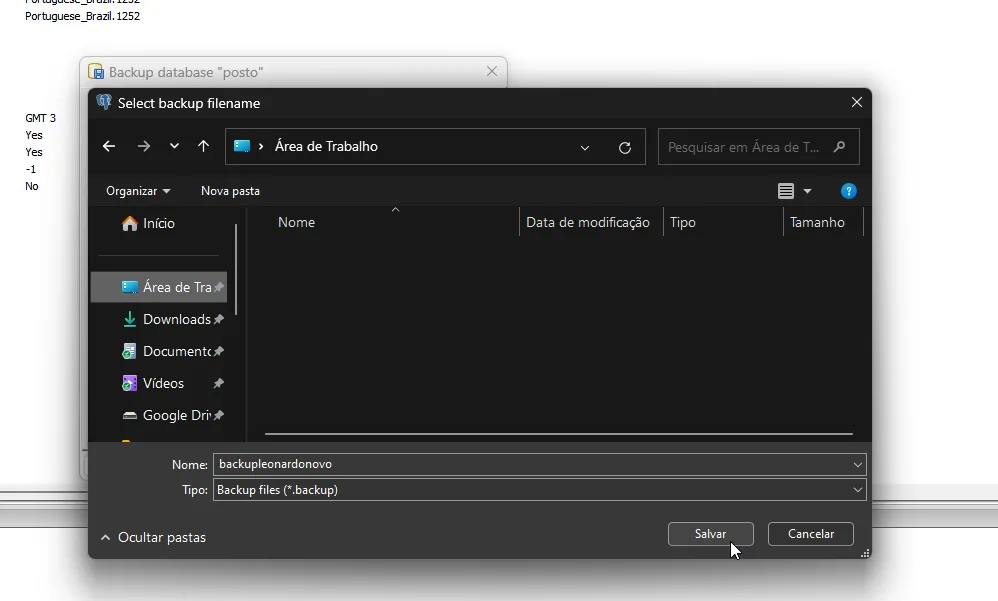 Portuguese_Brazil.1252
Portuguese_Brazil.1252
Backup database "posto"
Select backup filename
GMT 3
Yes
Yes
-1
No
Área de Trabalho
Pesquisar em Área de T...
Organizar
Nova pasta
?
Nome
Data de modificação
Tipo
Tamanho
Início
Área de Tra
Downloads
Documento
Vídeos
Google Driv
Nome: backupleonardonovo
Tipo: Backup files (*.backup)
Ocultar pastas
Salvar
Cancelar